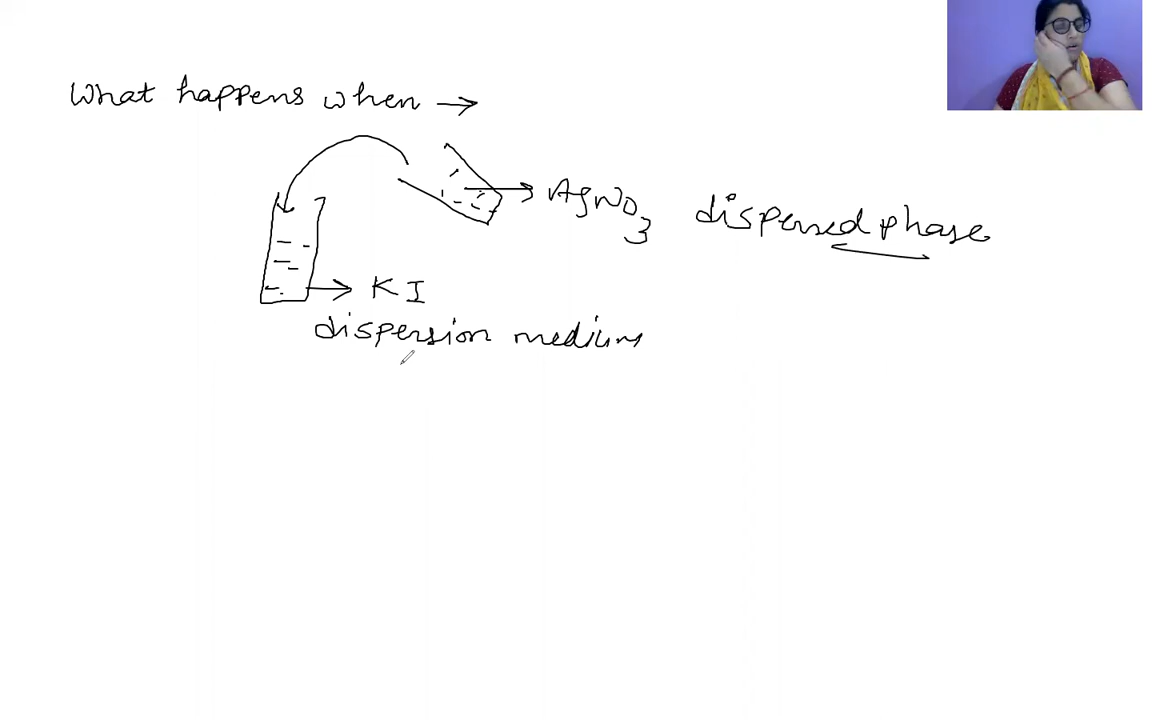 What happens when →
AgNO3 dispersed phase
KI
dispersion medium